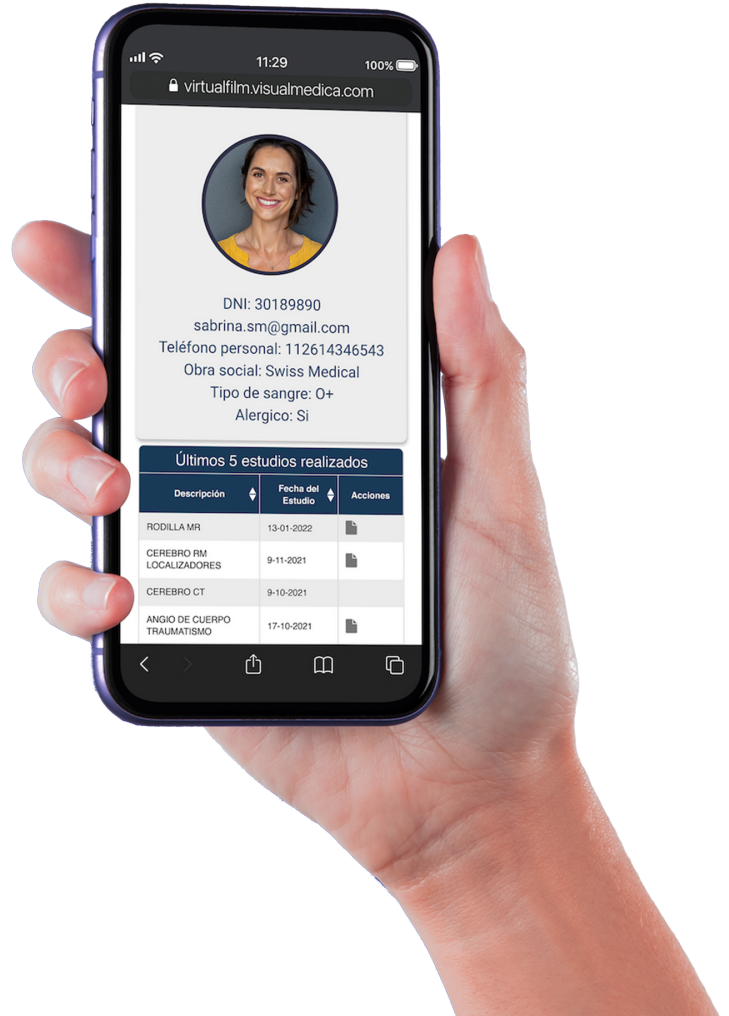 11:29
100%
virtualfilm.visualmedica.com
DNI: 30189890
sabrina.sm@gmail.com
Teléfono personal: 112614346543
Obra social: Swiss Medical
Tipo de sangre: O+
Alergico: Si
Últimos 5 estudios realizados
Descripción Fecha del Estudio Acciones
RODILLA MR 13-01-2022
CEREBRO RM
LOCALIZADORES 9-11-2021
CEREBRO CT 9-10-2021
ANGIO DE CUERPO
TRAUMATISMO 17-10-2021